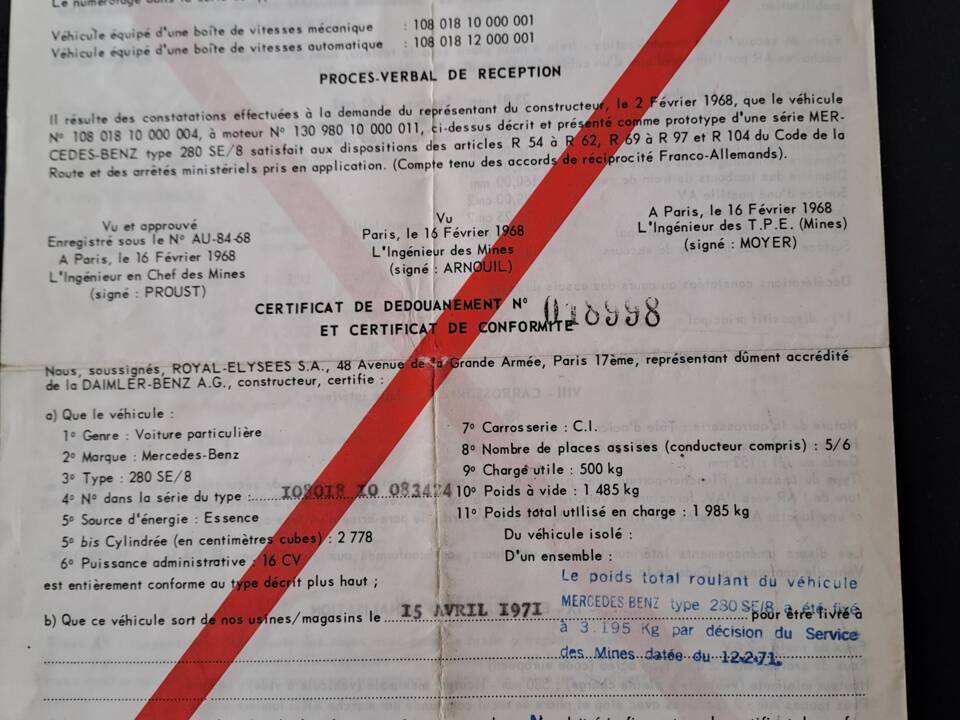 Véhicule équipé d'une boîte de vitesses mécanique : 108 018 10 000 001
Véhicule équipé d'une boîte de vitesses automatique : 108 018 12 000 001
PROCES-VERBAL DE RECEPTION
Il résulte des constatations effectuées à la demande du représentant du constructeur, le 2 Février 1968, que le véhicule
N° 108 018 10 000 004, à moteur N° 130 980 10 000 011, ci-dessus décrit et présenté comme prototype d'une série MER-
CEDES-BENZ type 280 SE/8 satisfait aux dispositions des articles R 54 à R 62, R 69 à R 97 et R 104 du Code de la
Route et des arrêtés ministériels pris en application. (Compte tenu des accords de réciprocité Franco-Allemands).
Vu et approuvé
Enregistré sous le N° AU-84-68
A Paris, le 16 Février 1968
L'Ingénieur en Chef des Mines
(signé : PROUST)
Vu
Paris, le 16 Février 1968
L'Ingénieur des Mines
(signé : ARNOUIL)
A Paris, le 16 Février 1968
L'Ingénieur des T.P.E. (Mines)
(signé : MOYER)
CERTIFICAT DE DEDOUANEMENT N° 018998
ET CERTIFICAT DE CONFORMITE
Nous, soussignés, ROYAL-ELYSEES S.A., 48 Avenue de la Grande Armée, Paris 17ème, représentant dûment accrédité
de la DAIMLER-BENZ A.G., constructeur, certifie :
a) Que le véhicule :
1° Genre : Voiture particulière
2° Marque : Mercedes-Benz
3° Type : 280 SE/8
4° N° dans la série du type : 108018 10 083424
5° Source d'énergie : Essence
5° bis Cylindrée (en centimètres cubes) : 2 778
6° Puissance administrative : 16 CV
est entièrement conforme au type décrit plus haut ;
7° Carrosserie : C.I.
8° Nombre de places assises (conducteur compris) : 5/6
9° Charge utile : 500 kg
10° Poids à vide : 1 485 kg
11° Poids total utilisé en charge : 1 985 kg
Du véhicule isolé :
D'un ensemble :
Le poids total roulant du véhicule
MERCEDES-BENZ type 280 SE/8 a été fixé
à 3.195 Kg par décision du Service
des Mines datée du 12.2.71.
b) Que ce véhicule sort de nos usines/magasins le 15 AVRIL 1971 pour être livré à